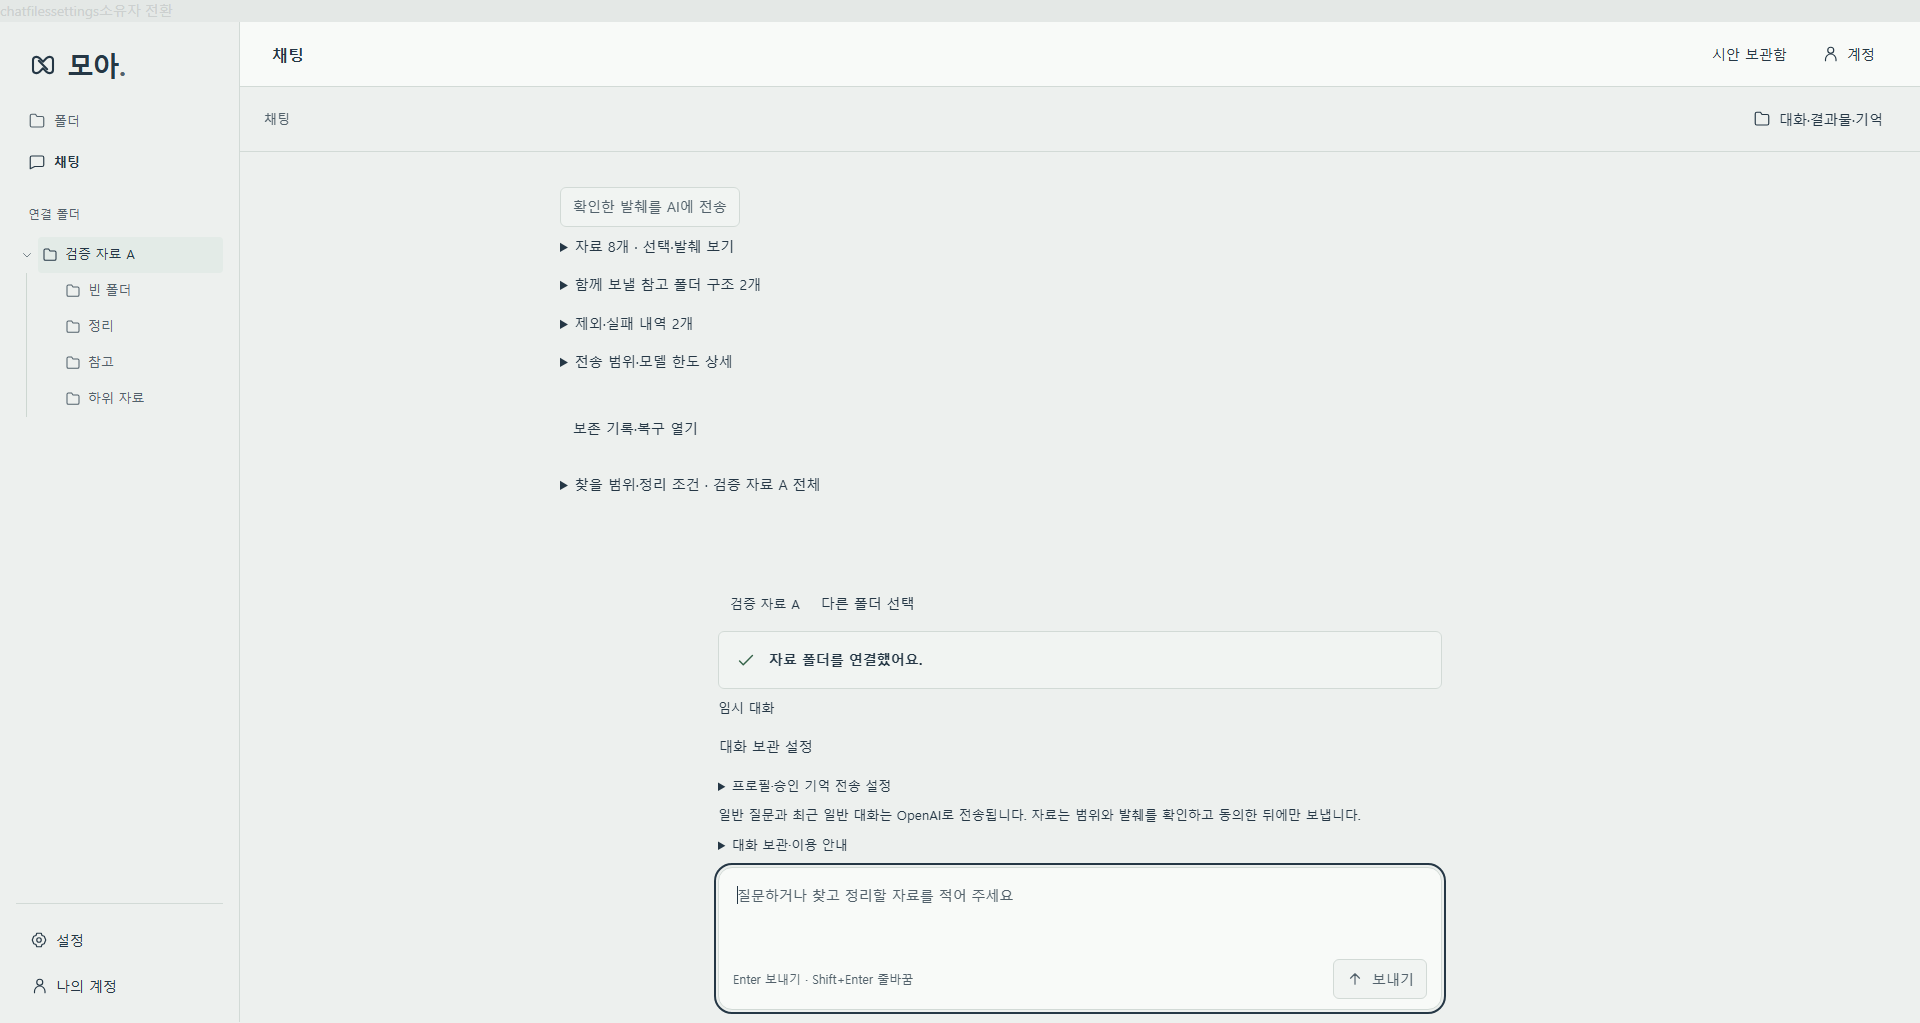 chatfilessettings소유자 전환
모아.
폴더
채팅
연결 폴더
검증 자료 A
빈 폴더
정리
참고
하위 자료
설정
나의 계정
채팅
시안 보관함
계정
채팅
대화·결과물·기억
확인한 발췌를 AI에 전송
▶ 자료 8개 · 선택·발췌 보기
▶ 함께 보낼 참고 폴더 구조 2개
▶ 제외·실패 내역 2개
▶ 전송 범위·모델 한도 상세
보존 기록·복구 열기
▶ 찾을 범위·정리 조건 · 검증 자료 A 전체
검증 자료 A 다른 폴더 선택
자료 폴더를 연결했어요.
임시 대화
대화 보관 설정
▶ 프로필·승인 기억 전송 설정
일반 질문과 최근 일반 대화는 OpenAI로 전송됩니다. 자료는 범위와 발췌를 확인하고 동의한 뒤에만 보냅니다.
▶ 대화 보관·이용 안내
질문하거나 찾고 정리할 자료를 적어 주세요
Enter 보내기 · Shift+Enter 줄바꿈
보내기